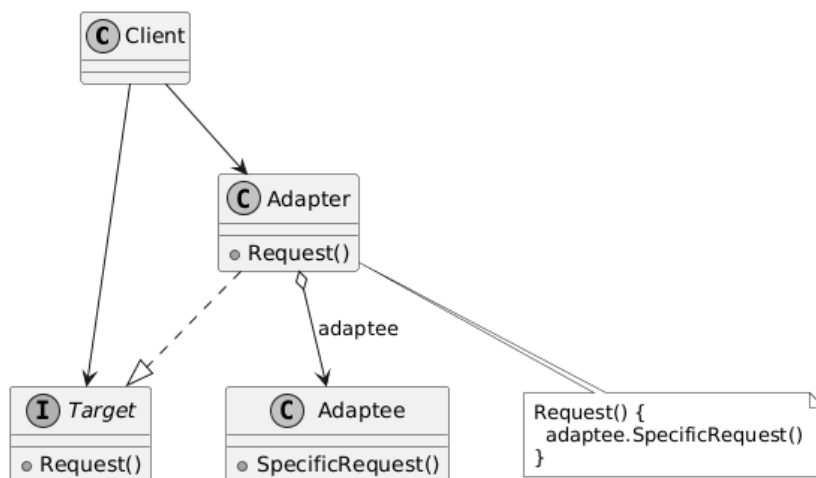 C Client
C Adapter
Request()
adaptee
I Target
Request()
C Adaptee
SpecificRequest()
Request() {
  adaptee.SpecificRequest()
}